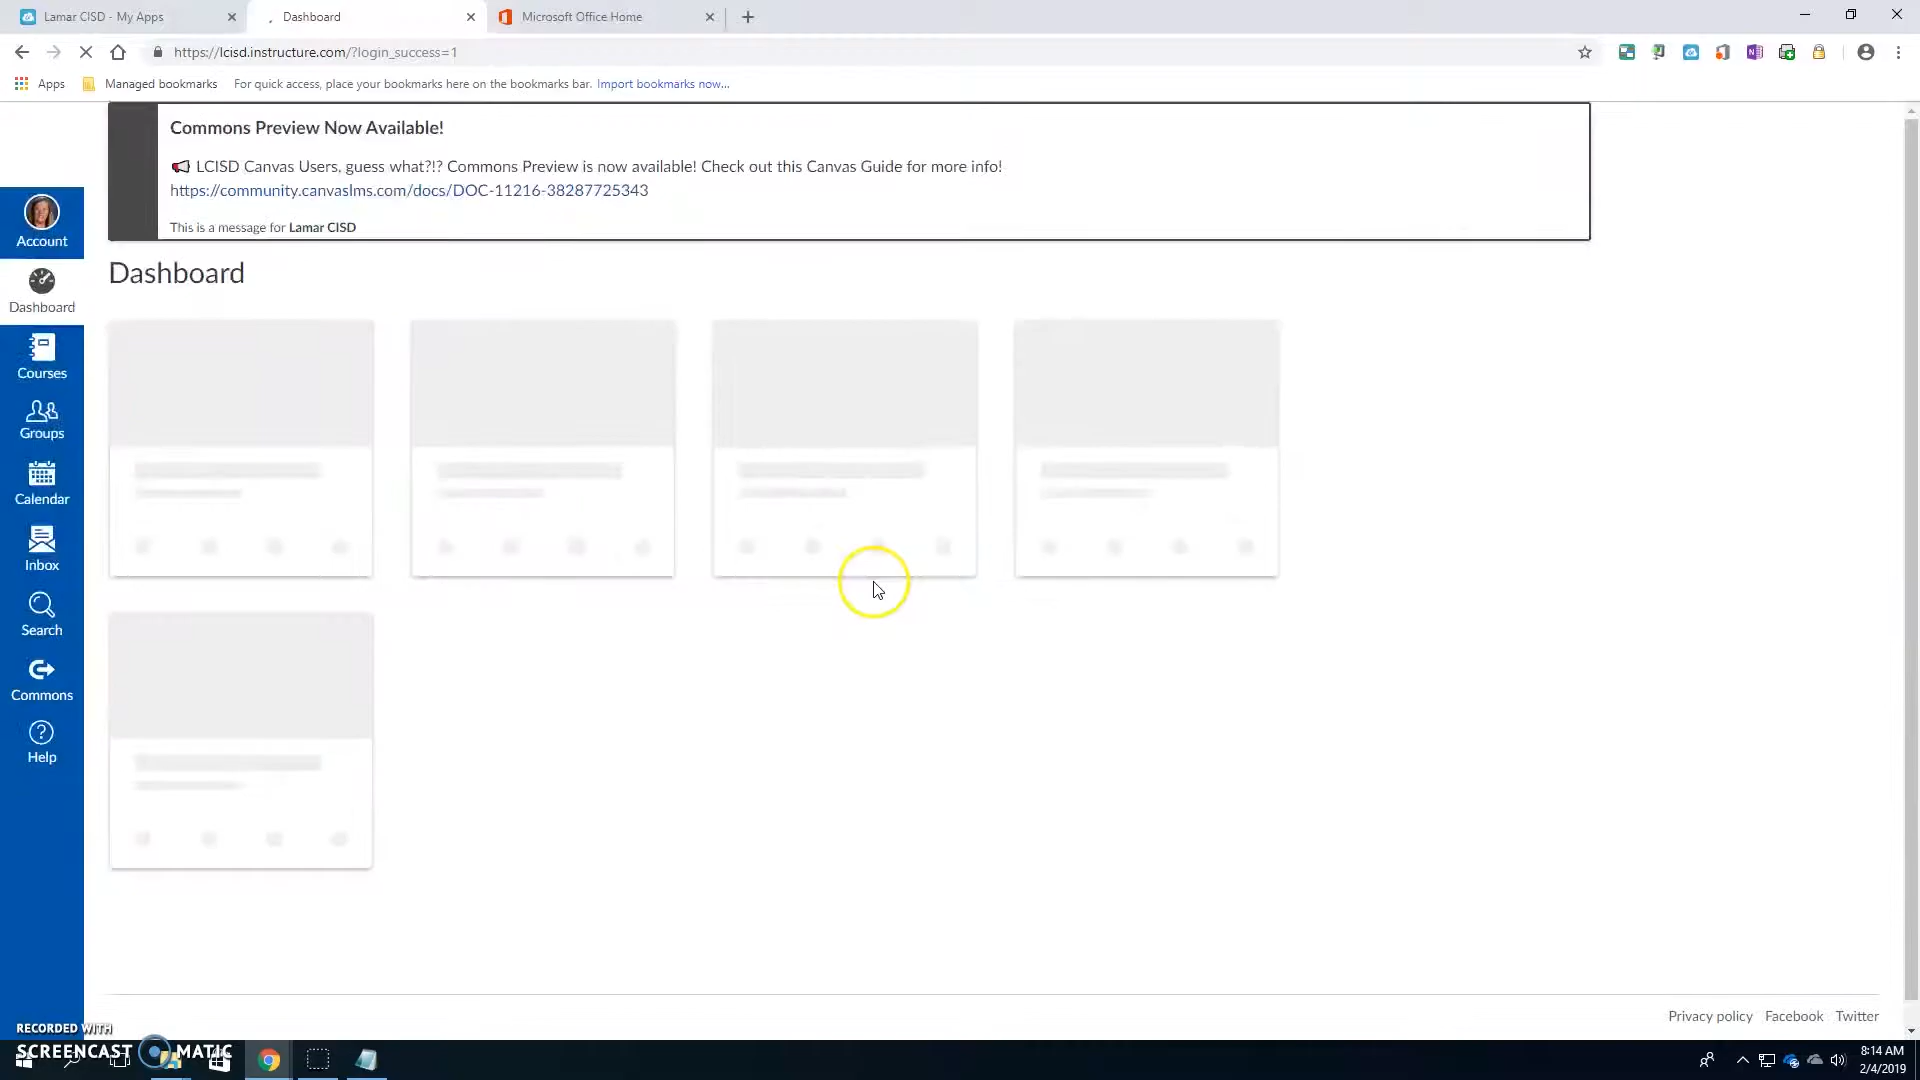 Lamar CISD - My Apps
Dashboard
Microsoft Office Home
https://lcisd.instructure.com/?login_success=1
Apps
Managed bookmarks
For quick access, place your bookmarks here on the bookmarks bar. Import bookmarks now...
Commons Preview Now Available!
LCISD Canvas Users, guess what?!? Commons Preview is now available! Check out this Canvas Guide for more info!
https://community.canvaslms.com/docs/DOC-11216-38287725343
This is a message for Lamar CISD
Account
Dashboard
Dashboard
Courses
Groups
Calendar
Inbox
Search
Commons
Help
Privacy policy
Facebook
Twitter
RECORDED WITH
SCREENCAST MATIC
8:14 AM
2/4/2019